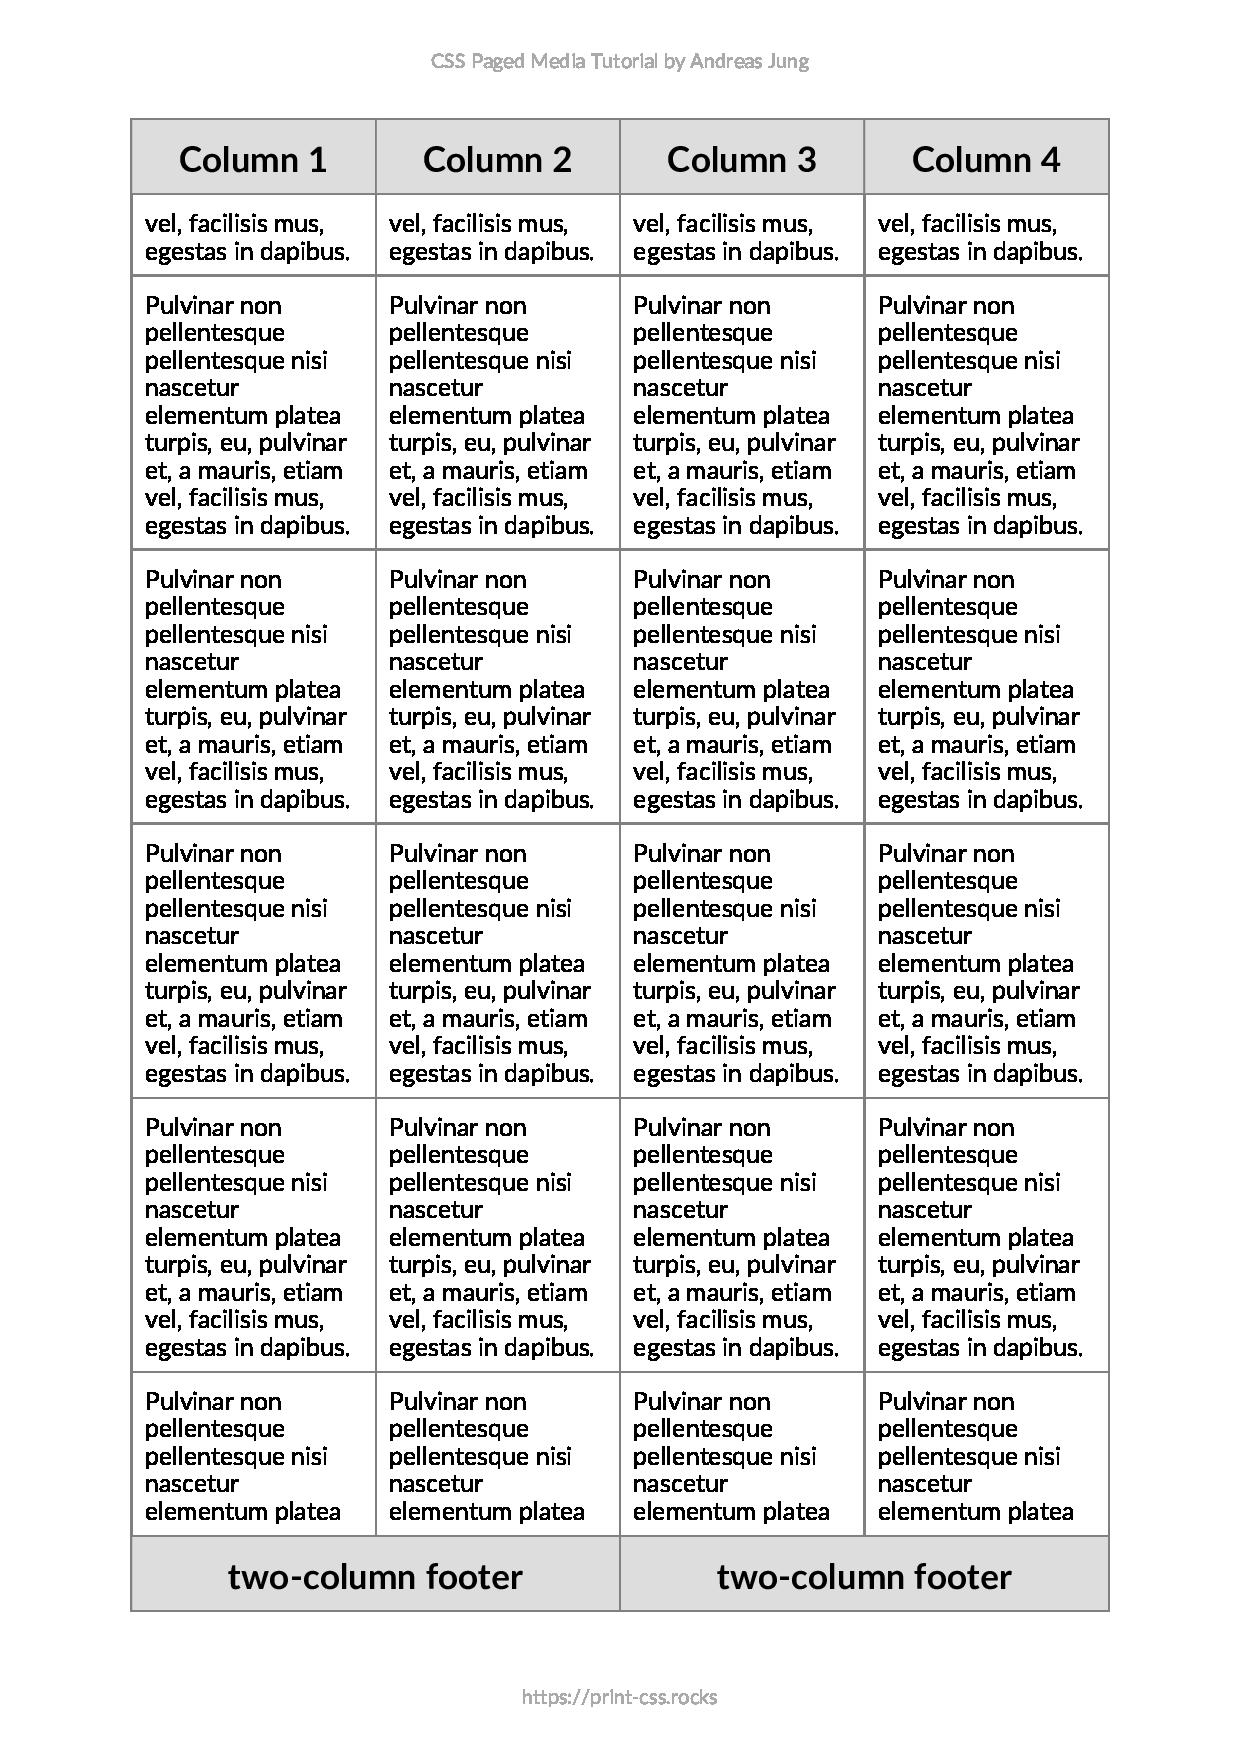 CSS Paged Media Tutorial by Andreas Jung
Column 1 Column 2 Column 3 Column 4
vel, facilisis mus, vel, facilisis mus, vel, facilisis mus, vel, facilisis mus,
egestas in dapibus. egestas in dapibus. egestas in dapibus. egestas in dapibus.
Pulvinar non Pulvinar non Pulvinar non Pulvinar non
pellentesque pellentesque pellentesque pellentesque
pellentesque nisi pellentesque nisi pellentesque nisi pellentesque nisi
nascetur nascetur nascetur nascetur
elementum platea elementum platea elementum platea elementum platea
turpis, eu, pulvinar turpis, eu, pulvinar turpis, eu, pulvinar turpis, eu, pulvinar
et, a mauris, etiam et, a mauris, etiam et, a mauris, etiam et, a mauris, etiam
vel, facilisis mus, vel, facilisis mus, vel, facilisis mus, vel, facilisis mus,
egestas in dapibus. egestas in dapibus. egestas in dapibus. egestas in dapibus.
Pulvinar non Pulvinar non Pulvinar non Pulvinar non
pellentesque pellentesque pellentesque pellentesque
pellentesque nisi pellentesque nisi pellentesque nisi pellentesque nisi
nascetur nascetur nascetur nascetur
elementum platea elementum platea elementum platea elementum platea
turpis, eu, pulvinar turpis, eu, pulvinar turpis, eu, pulvinar turpis, eu, pulvinar
et, a mauris, etiam et, a mauris, etiam et, a mauris, etiam et, a mauris, etiam
vel, facilisis mus, vel, facilisis mus, vel, facilisis mus, vel, facilisis mus,
egestas in dapibus. egestas in dapibus. egestas in dapibus. egestas in dapibus.
Pulvinar non Pulvinar non Pulvinar non Pulvinar non
pellentesque pellentesque pellentesque pellentesque
pellentesque nisi pellentesque nisi pellentesque nisi pellentesque nisi
nascetur nascetur nascetur nascetur
elementum platea elementum platea elementum platea elementum platea
turpis, eu, pulvinar turpis, eu, pulvinar turpis, eu, pulvinar turpis, eu, pulvinar
et, a mauris, etiam et, a mauris, etiam et, a mauris, etiam et, a mauris, etiam
vel, facilisis mus, vel, facilisis mus, vel, facilisis mus, vel, facilisis mus,
egestas in dapibus. egestas in dapibus. egestas in dapibus. egestas in dapibus.
Pulvinar non Pulvinar non Pulvinar non Pulvinar non
pellentesque pellentesque pellentesque pellentesque
pellentesque nisi pellentesque nisi pellentesque nisi pellentesque nisi
nascetur nascetur nascetur nascetur
elementum platea elementum platea elementum platea elementum platea
turpis, eu, pulvinar turpis, eu, pulvinar turpis, eu, pulvinar turpis, eu, pulvinar
et, a mauris, etiam et, a mauris, etiam et, a mauris, etiam et, a mauris, etiam
vel, facilisis mus, vel, facilisis mus, vel, facilisis mus, vel, facilisis mus,
egestas in dapibus. egestas in dapibus. egestas in dapibus. egestas in dapibus.
Pulvinar non Pulvinar non Pulvinar non Pulvinar non
pellentesque pellentesque pellentesque pellentesque
pellentesque nisi pellentesque nisi pellentesque nisi pellentesque nisi
nascetur nascetur nascetur nascetur
elementum platea elementum platea elementum platea elementum platea
two-column footer two-column footer
https://print-css.rocks